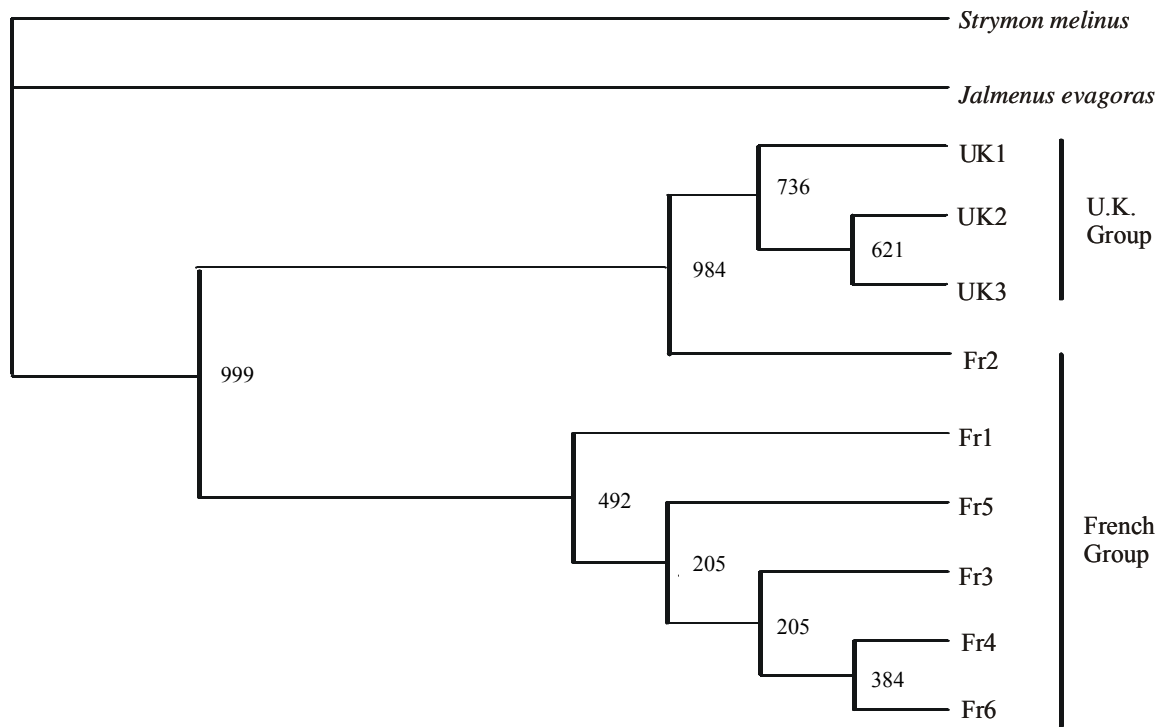 Strymon melinus
Jalmenus evagoras
UK1
736
UK2
U.K.
Group
621
984
UK3
Fr2
999
Fr1
492
Fr5
French
Group
205
Fr3
205
Fr4
384
Fr6